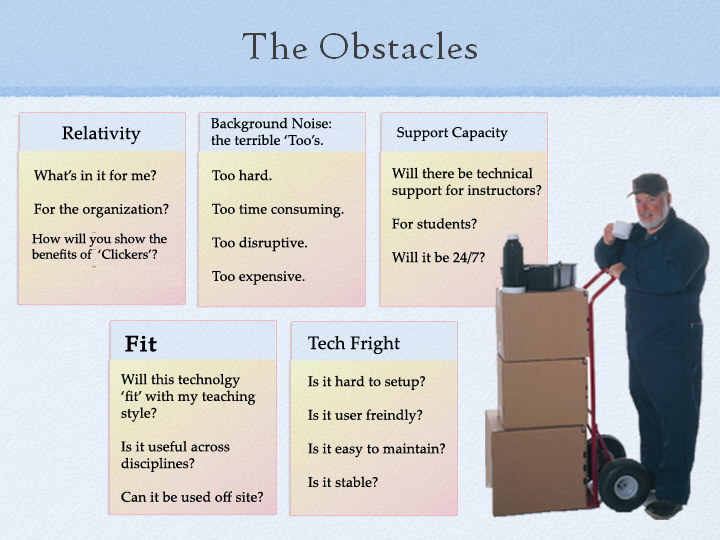 The Obstacles
Relativity
What's in it for me?
For the organization?
How will you show the
benefits of 'Clickers'?
Background Noise:
the terrible 'Too's.
Too hard.
Too time consuming.
Too disruptive.
Too expensive.
Support Capacity
Will there be technical
support for instructors?
For students?
Will it be 24/7?
Fit
Will this technolgy
'fit' with my teaching
style?
Is it useful across
disciplines?
Can it be used off site?
Tech Fright
Is it hard to setup?
Is it user freindly?
Is it easy to maintain?
Is it stable?